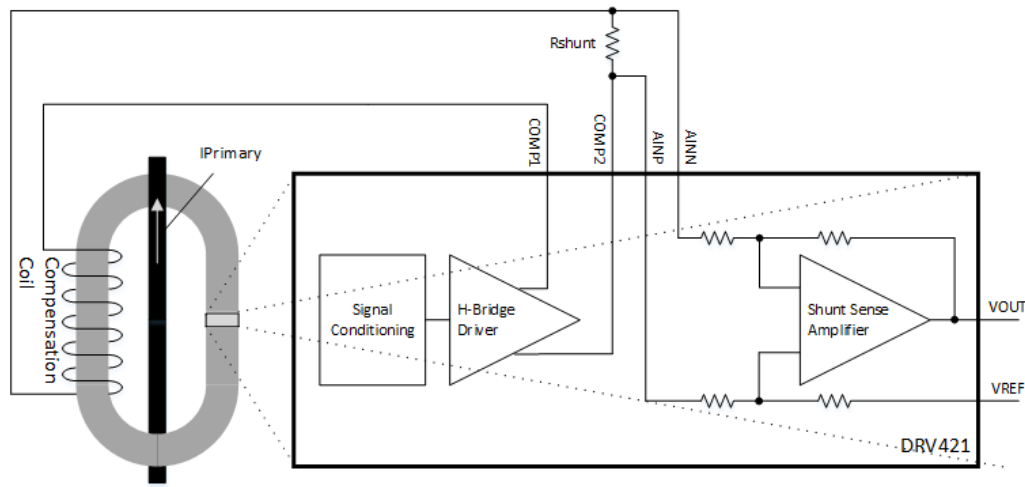 Rshunt
COMP1
COMP2
AINP
AINN
IPrimary
Compensation
Coil
Signal
Conditioning
H-Bridge
Driver
Shunt Sense
Amplifier
VOUT
VREF
DRV421